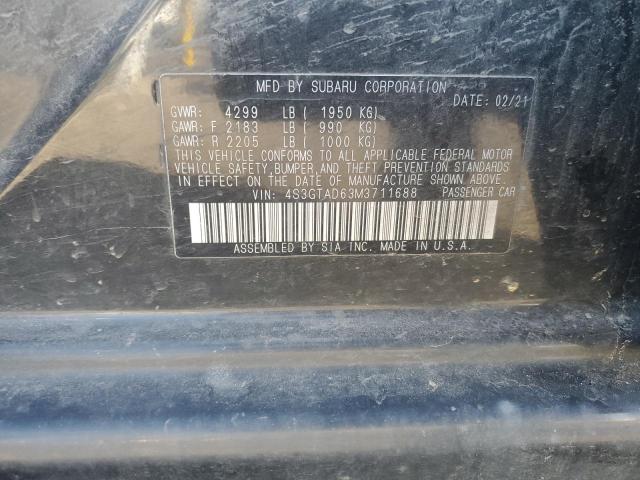 MFD BY SUBARU CORPORATION
DATE: 02/21
GVWR: 4299 LB ( 1950 KG)
GAWR: F 2183 LB ( 990 KG)
GAWR: R 2205 LB ( 1000 KG)
THIS VEHICLE CONFORMS TO ALL APPLICABLE FEDERAL MOTOR
VEHICLE SAFETY, BUMPER, AND THEFT PREVENTION STANDARDS
IN EFFECT ON THE DATE OF MANUFACTURE SHOWN ABOVE
VIN: 4S3GTAD63M3711688 PASSENGER CAR
ASSEMBLED BY SIA INC. MADE IN U.S.A.